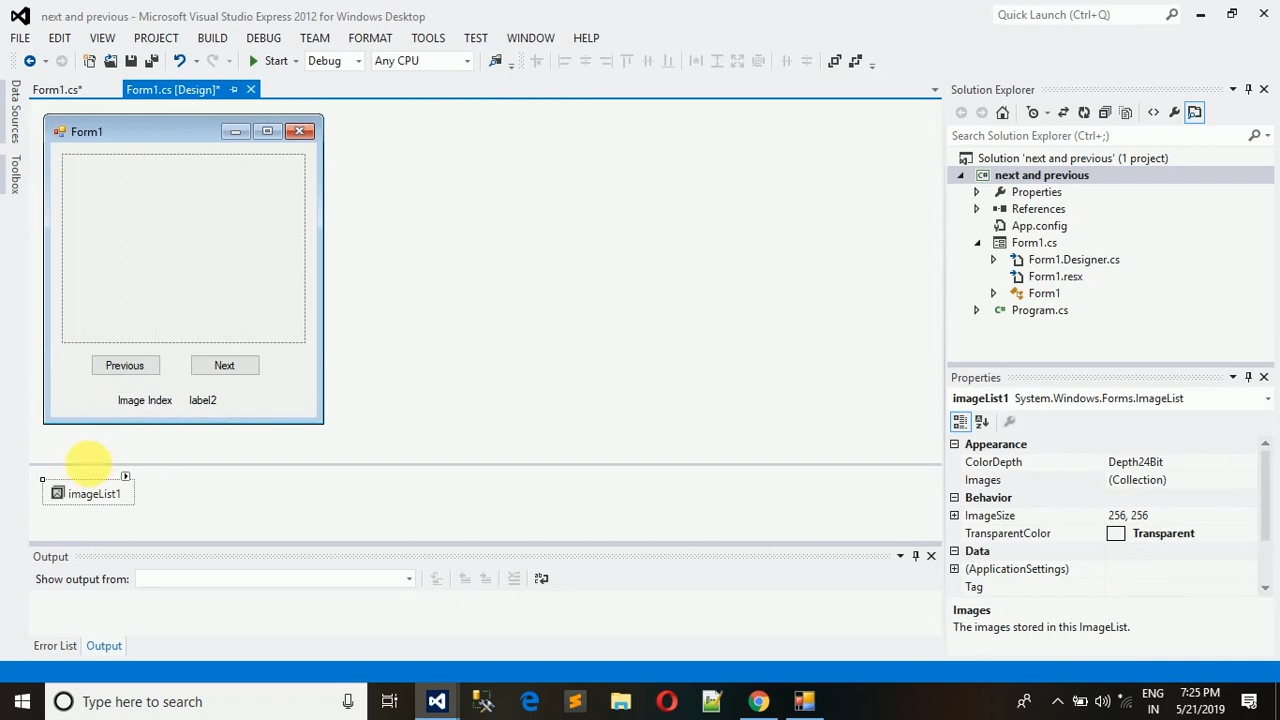 next and previous - Microsoft Visual Studio Express 2012 for Windows Desktop
Quick Launch (Ctrl+Q)
FILE EDIT VIEW PROJECT BUILD DEBUG TEAM FORMAT TOOLS TEST WINDOW HELP
Start Debug Any CPU
Data Sources
Toolbox
Form1.cs* Form1.cs [Design]*
Form1
Previous Next
Image Index label2
imageList1
Output
Show output from:
Error List Output
Solution Explorer
Search Solution Explorer (Ctrl+;)
Solution 'next and previous' (1 project)
next and previous
Properties
References
App.config
Form1.cs
Form1.Designer.cs
Form1.resx
Form1
Program.cs
Properties
imageList1 System.Windows.Forms.ImageList
Appearance
ColorDepth Depth24Bit
Images (Collection)
Behavior
ImageSize 256, 256
TransparentColor Transparent
Data
(ApplicationSettings)
Tag
Images
The images stored in this ImageList.
Type here to search
ENG
IN
7:25 PM
5/21/2019